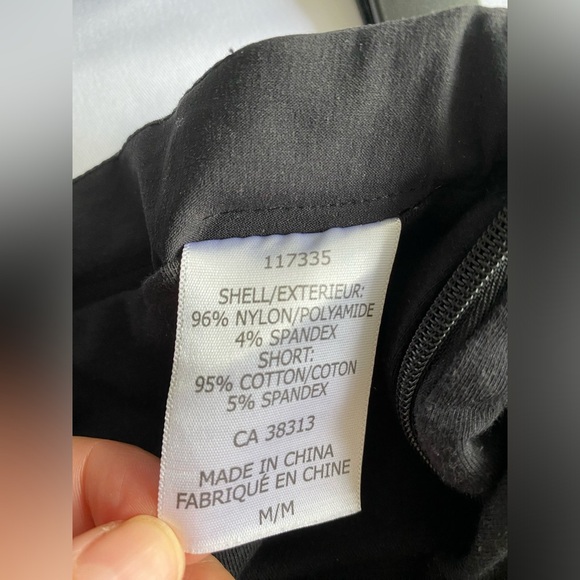 117335
SHELL/EXTERIEUR:
96% NYLON/POLYAMIDE
4% SPANDEX
SHORT:
95% COTTON/COTON
5% SPANDEX
CA 38313
MADE IN CHINA
FABRIQUÉ EN CHINE
M/M